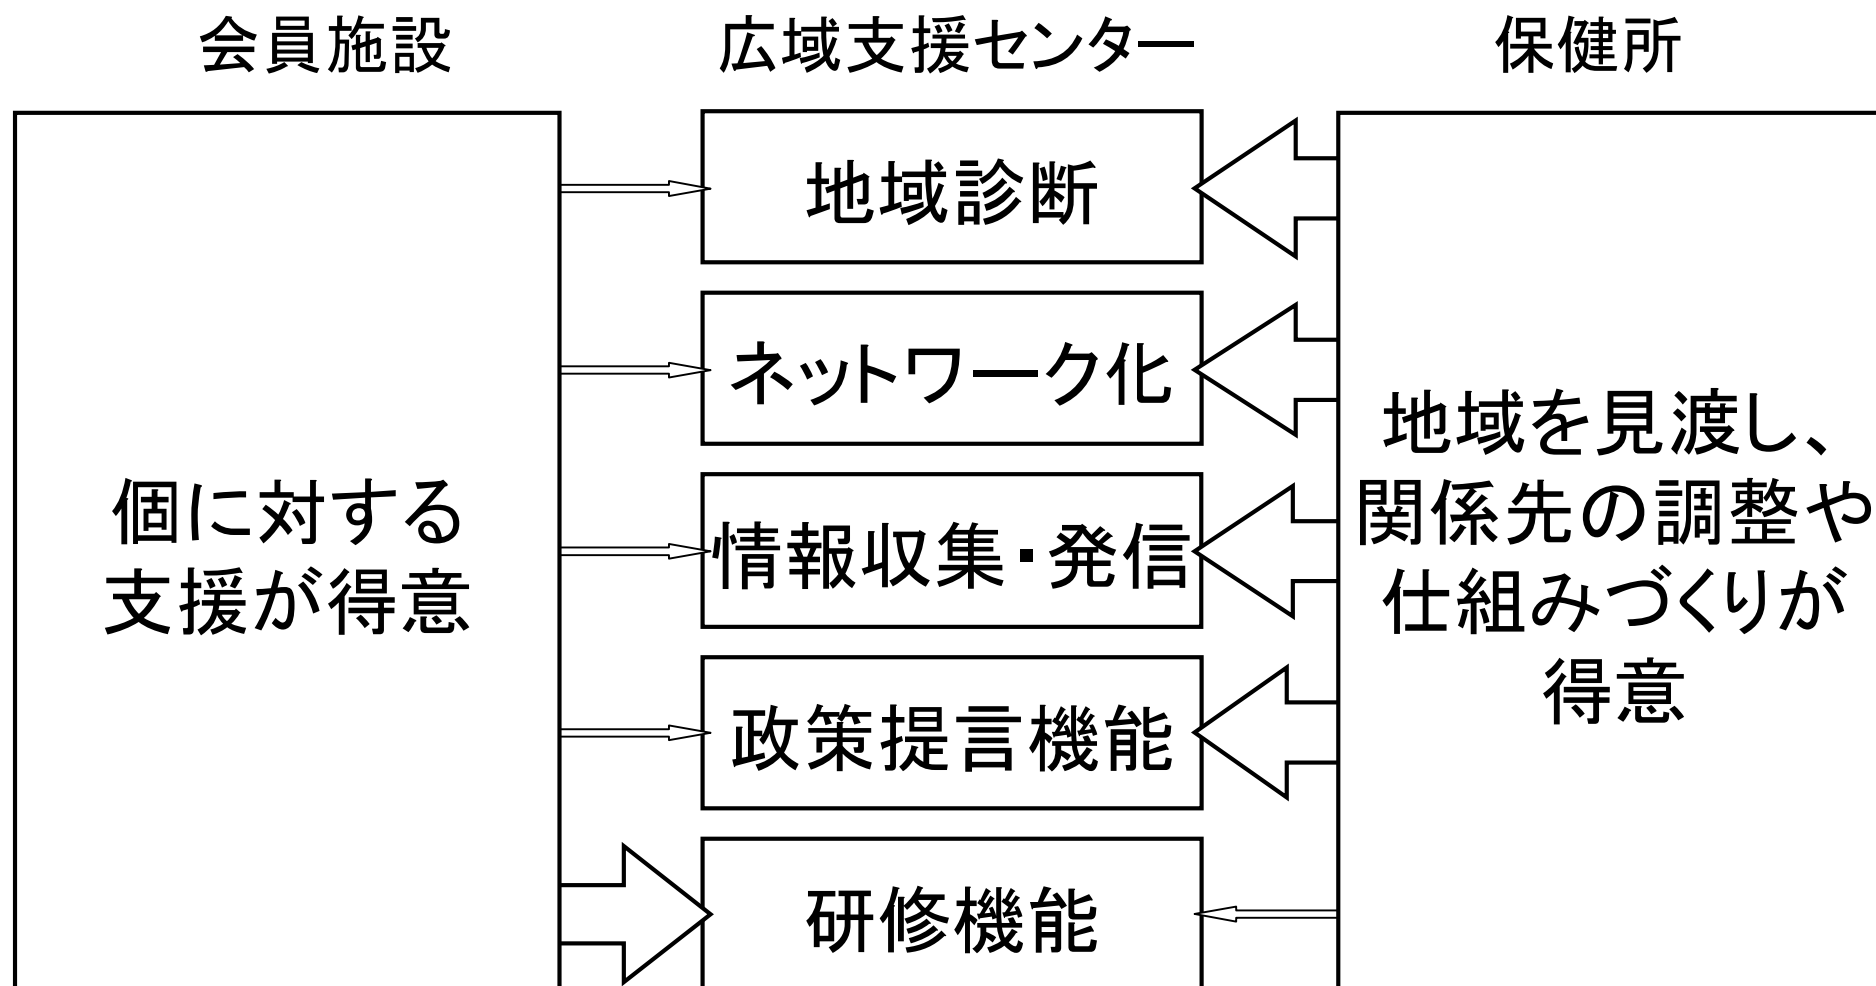 会員施設
広域支援センター
保健所
個に対する
支援が得意
地域診断
ネットワーク化
情報収集・発信
政策提言機能
研修機能
地域を見渡し、
関係先の調整や
仕組みづくりが
得意